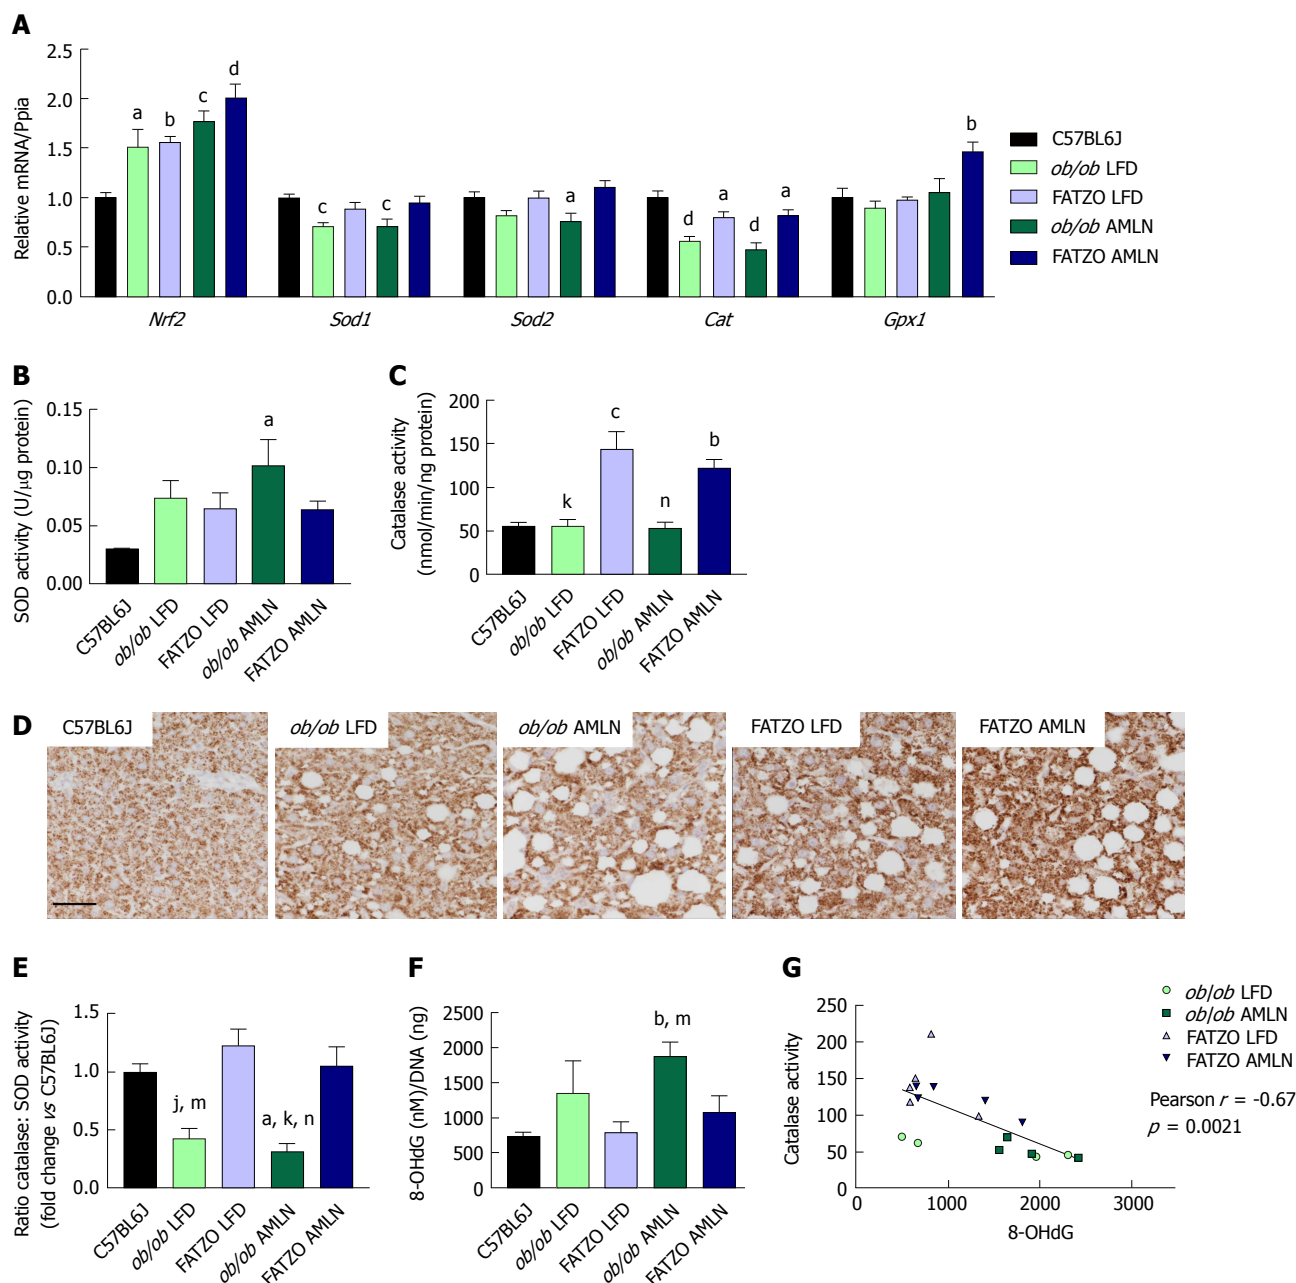 A
2.5
2.0
1.5
1.0
0.5
0.0
Relative mRNA/Ppia
a b c d
c c
a
d a d a
b
Nrf2 Sod1 Sod2 Cat Gpx1
C57BL6J
ob/ob LFD
FATZO LFD
ob/ob AMLN
FATZO AMLN
B
0.15
0.10
0.05
0.00
SOD activity (U/μg protein)
a
C57BL6J
ob/ob LFD
FATZO LFD
ob/ob AMLN
FATZO AMLN
C
200
150
100
50
0
Catalase activity
(nmol/min/ng protein)
k c n b
C57BL6J
ob/ob LFD
FATZO LFD
ob/ob AMLN
FATZO AMLN
D
C57BL6J
ob/ob LFD
ob/ob AMLN
FATZO LFD
FATZO AMLN
E
1.5
1.0
0.5
0.0
Ratio catalase: SOD activity
(fold change vs C57BL6J)
j, m
a, k, n
C57BL6J
ob/ob LFD
FATZO LFD
ob/ob AMLN
FATZO AMLN
F
2500
2000
1500
1000
500
0
8-OHdG (nM)/DNA (ng)
b, m
C57BL6J
ob/ob LFD
FATZO LFD
ob/ob AMLN
FATZO AMLN
G
250
200
150
100
50
0
Catalase activity
0 1000 2000 3000
8-OHdG
ob/ob LFD
ob/ob AMLN
FATZO LFD
FATZO AMLN
Pearson r = -0.67
p = 0.0021